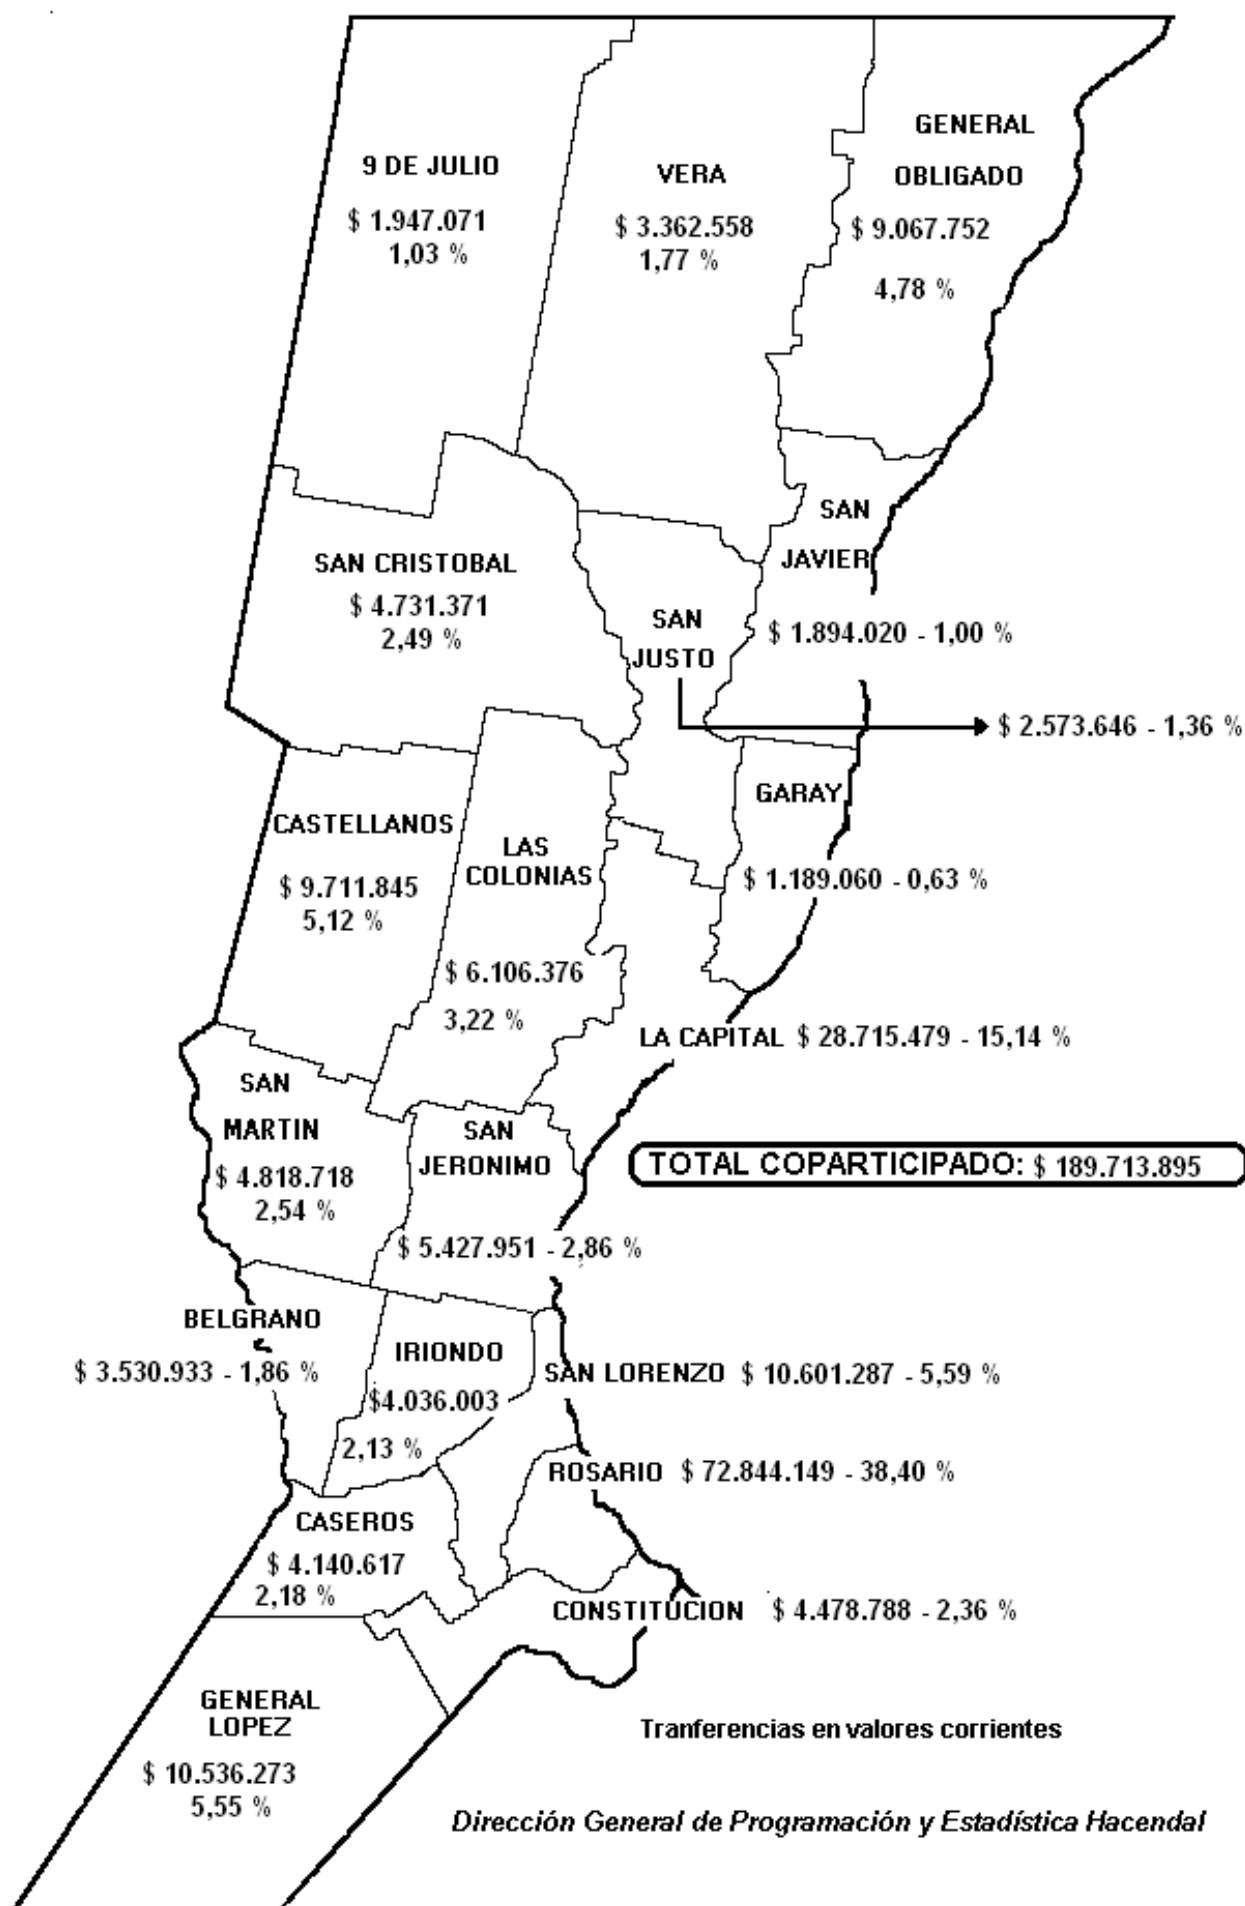 9 DE JULIO
$ 1.947.071
1,03 %
VERA
$ 3.362.558
1,77 %
GENERAL
OBLIGADO
$ 9.067.752
4,78 %
SAN CRISTOBAL
$ 4.731.371
2,49 %
SAN
JUSTO
$ 2.573.646 - 1,36 %
SAN
JAVIER
$ 1.894.020 - 1,00 %
CASTELLANOS
$ 9.711.845
5,12 %
LAS
COLONIAS
$ 6.106.376
3,22 %
GARAY
$ 1.189.060 - 0,63 %
LA CAPITAL $ 28.715.479 - 15,14 %
SAN
MARTIN
$ 4.818.718
2,54 %
SAN
JERONIMO
$ 5.427.951 - 2,86 %
TOTAL COPARTICIPADO: $ 189.713.895
BELGRANO
$ 3.530.933 - 1,86 %
IRIONDO
$4.036.003
2,13 %
SAN LORENZO $ 10.601.287 - 5,59 %
ROSARIO $ 72.844.149 - 38,40 %
CASEROS
$ 4.140.617
2,18 %
CONSTITUCION $ 4.478.788 - 2,36 %
GENERAL
LOPEZ
$ 10.536.273
5,55 %
Tranferencias en valores corrientes
Dirección General de Programación y Estadística Hacendal